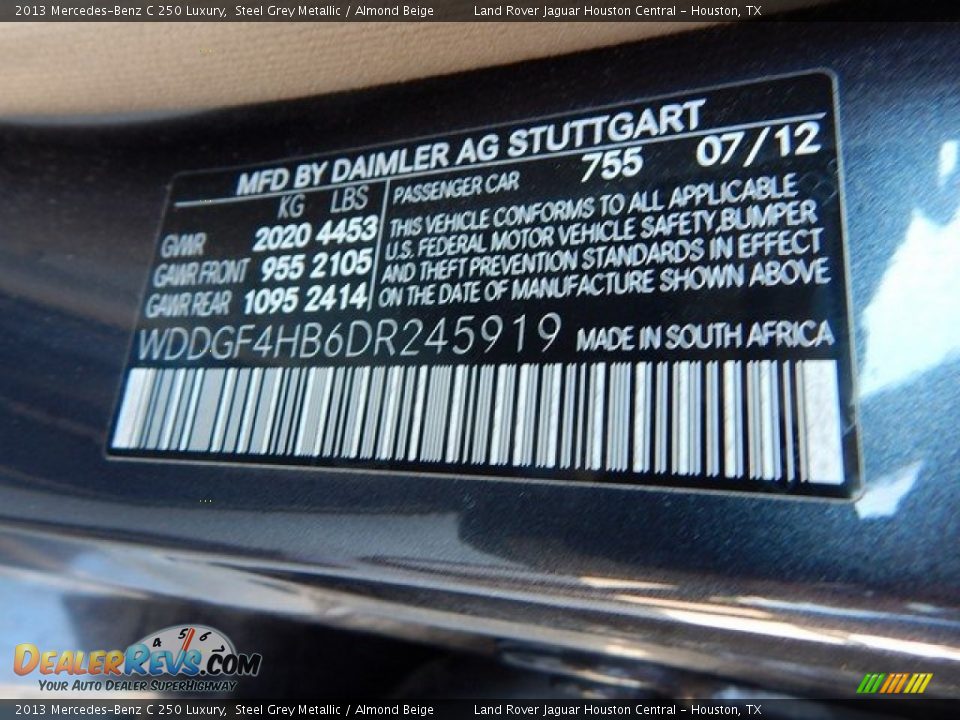 2013 Mercedes-Benz C 250 Luxury, Steel Grey Metallic / Almond Beige Land Rover Jaguar Houston Central - Houston, TX
MFD BY DAIMLER AG STUTTGART
KG LBS
GVWR 2020 4453
GAWR FRONT 955 2105
GAWR REAR 1095 2414
PASSENGER CAR 755 07/12
THIS VEHICLE CONFORMS TO ALL APPLICABLE
U.S. FEDERAL MOTOR VEHICLE SAFETY, BUMPER
AND THEFT PREVENTION STANDARDS IN EFFECT
ON THE DATE OF MANUFACTURE SHOWN ABOVE
WDDGF4HB6DR245919 MADE IN SOUTH AFRICA
4 5 6
DEALERREVS.COM
YOUR AUTO DEALER SUPERHIGHWAY
2013 Mercedes-Benz C 250 Luxury, Steel Grey Metallic / Almond Beige Land Rover Jaguar Houston Central - Houston, TX